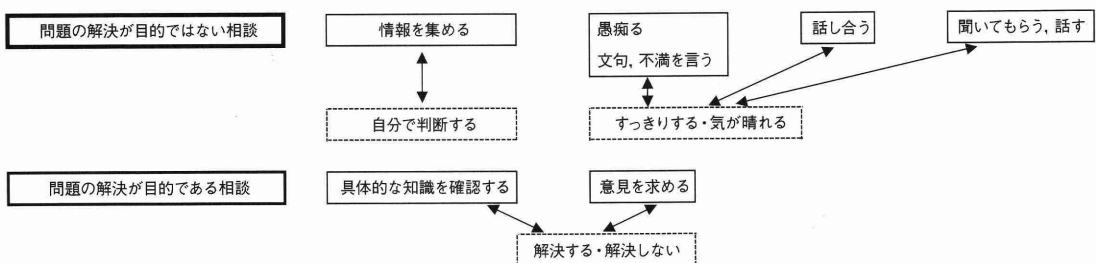 問題の解決が目的ではない相談
情報を集める
愚痴る
文句, 不満を言う
話し合う
聞いてもらう, 話す
自分で判断する
すっきりする・気が晴れる
問題の解決が目的である相談
具体的な知識を確認する
意見を求める
解決する・解決しない